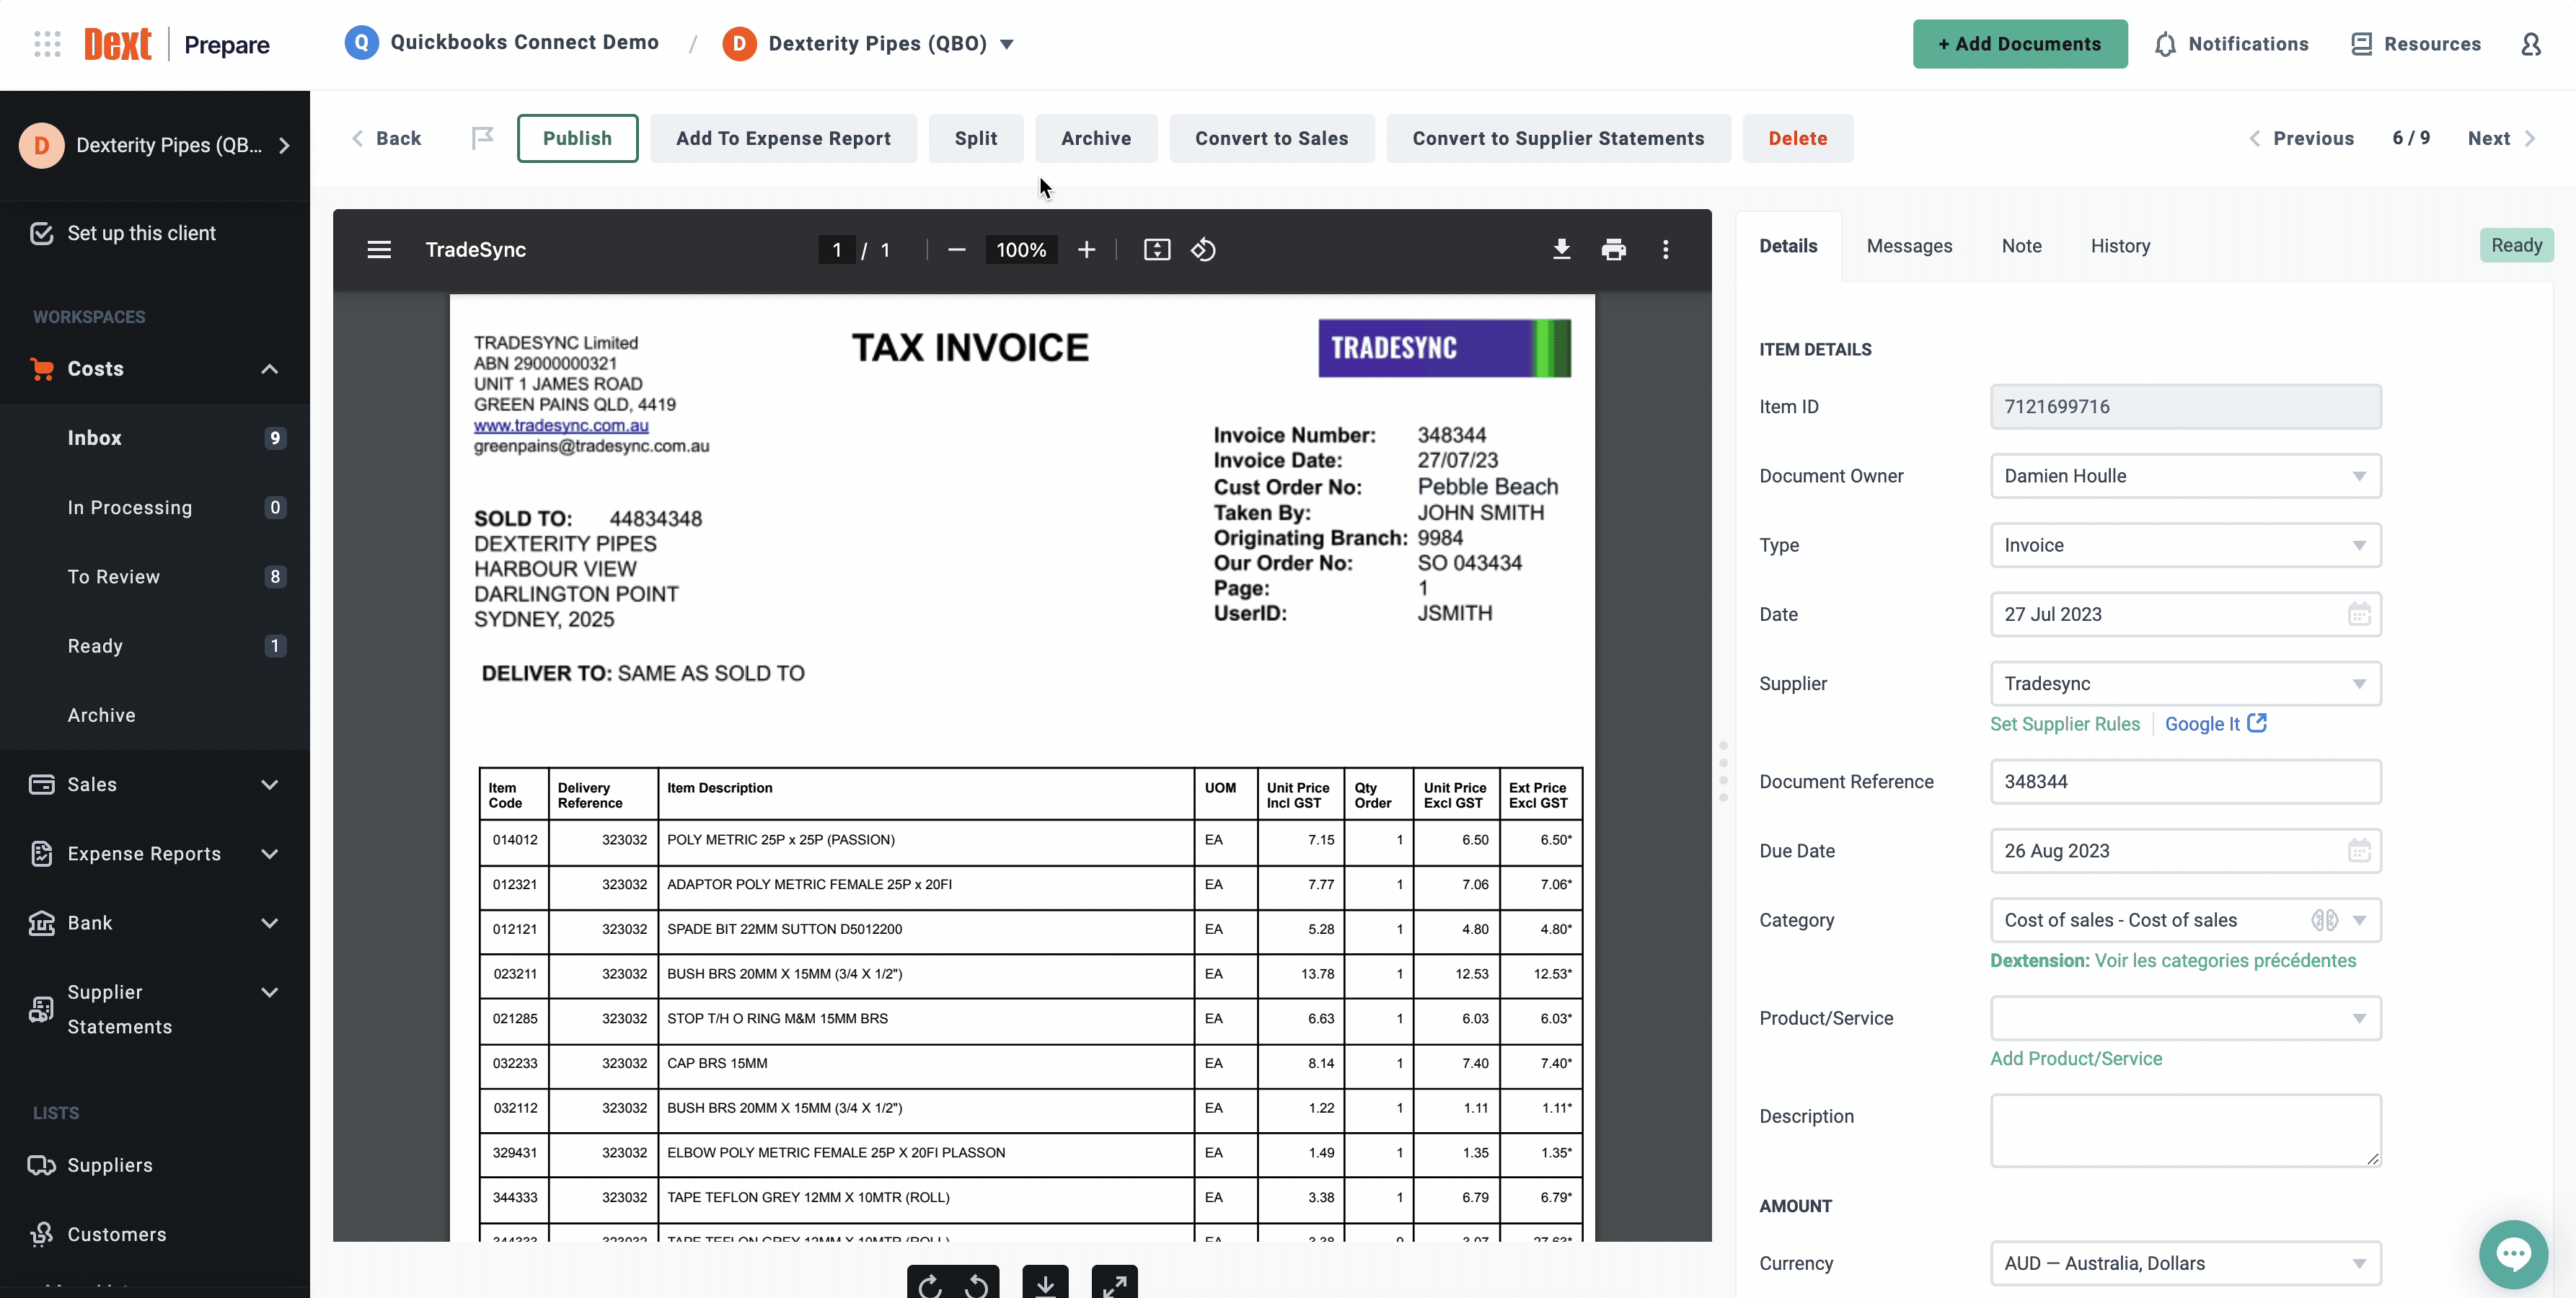 Dext Prepare
Q Quickbooks Connect Demo / D Dexterity Pipes (QBO)
+ Add Documents
Notifications
Resources
D Dexterity Pipes (QB...
Set up this client
WORKSPACES
Costs
Inbox 9
In Processing 0
To Review 8
Ready 1
Archive
Sales
Expense Reports
Bank
Supplier
Statements
LISTS
Suppliers
Customers
Back
Publish
Add To Expense Report
Split
Archive
Convert to Sales
Convert to Supplier Statements
Delete
Previous 6 / 9 Next
TradeSync
1 / 1
100%
TRADESYNC Limited
ABN 29000000321
UNIT 1 JAMES ROAD
GREEN PAINS QLD, 4419
www.tradesync.com.au
greenpains@tradesync.com.au
TAX INVOICE
TRADESYNC
Invoice Number: 348344
Invoice Date: 27/07/23
Cust Order No: Pebble Beach
Taken By: JOHN SMITH
Originating Branch: 9984
Our Order No: SO 043434
Page: 1
UserID: JSMITH
SOLD TO: 44834348
DEXTERITY PIPES
HARBOUR VIEW
DARLINGTON POINT
SYDNEY, 2025
DELIVER TO: SAME AS SOLD TO
Item Code Delivery Reference Item Description UOM Unit Price Incl GST Qty Order Unit Price Excl GST Ext Price Excl GST
014012 323032 POLY METRIC 25P x 25P (PASSION) EA 7.15 1 6.50 6.50*
012321 323032 ADAPTOR POLY METRIC FEMALE 25P x 20FI EA 7.77 1 7.06 7.06*
012121 323032 SPADE BIT 22MM SUTTON D5012200 EA 5.28 1 4.80 4.80*
023211 323032 BUSH BRS 20MM X 15MM (3/4 X 1/2") EA 13.78 1 12.53 12.53*
021285 323032 STOP T/H O RING M&M 15MM BRS EA 6.63 1 6.03 6.03*
032233 323032 CAP BRS 15MM EA 8.14 1 7.40 7.40*
032112 323032 BUSH BRS 20MM X 15MM (3/4 X 1/2") EA 1.22 1 1.11 1.11*
329431 323032 ELBOW POLY METRIC FEMALE 25P X 20FI PLASSON EA 1.49 1 1.35 1.35*
344333 323032 TAPE TEFLON GREY 12MM X 10MTR (ROLL) EA 3.38 1 6.79 6.79*
344333 323032 TAPE TEFLON GREY 12MM X 10MTR (ROLL) EA 3.38 9 3.07 27.63*
Details
Messages
Note
History
Ready
ITEM DETAILS
Item ID 7121699716
Document Owner Damien Houlle
Type Invoice
Date 27 Jul 2023
Supplier Tradesync
Set Supplier Rules Google It
Document Reference 348344
Due Date 26 Aug 2023
Category Cost of sales - Cost of sales
Dextension: Voir les categories précédentes
Product/Service
Add Product/Service
Description
AMOUNT
Currency AUD — Australia, Dollars